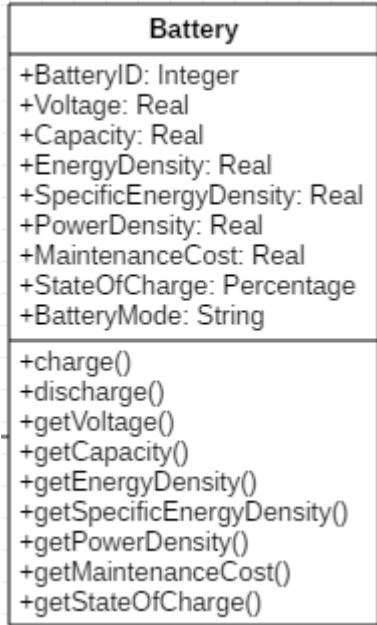 Battery
+BatteryID: Integer
+Voltage: Real
+Capacity: Real
+EnergyDensity: Real
+SpecificEnergyDensity: Real
+PowerDensity: Real
+MaintenanceCost: Real
+StateOfCharge: Percentage
+BatteryMode: String
+charge()
+discharge()
+getVoltage()
+getCapacity()
+getEnergyDensity()
+getSpecificEnergyDensity()
+getPowerDensity()
+getMaintenanceCost()
+getStateOfCharge()